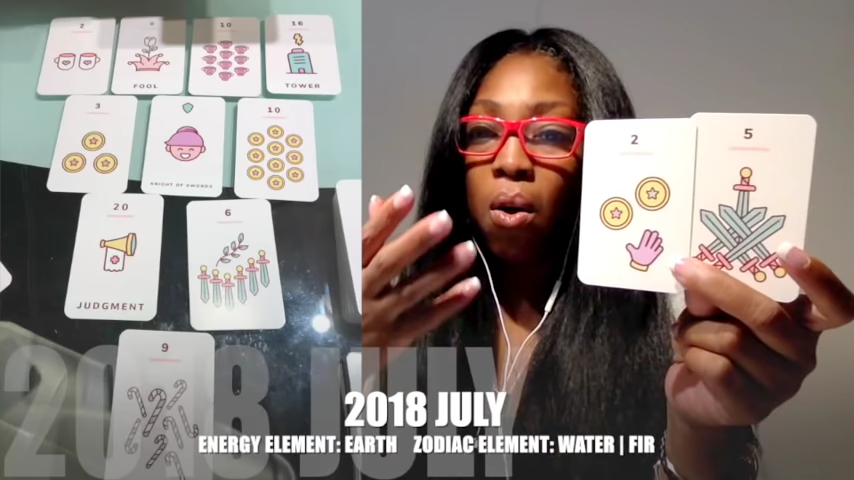 2
0
10
16
FOOL
TOWER
3
10
KNIGHT OF SWORDS
20
6
JUDGMENT
9
2
5
2018 JULY
2018 JULY
ENERGY ELEMENT: EARTH ZODIAC ELEMENT: WATER | FIR